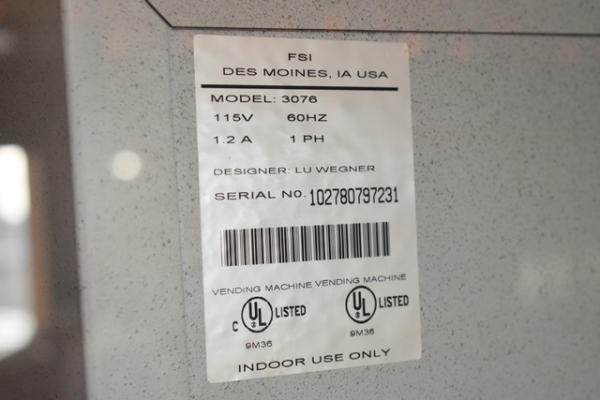 FSI
DES MOINES, IA USA
MODEL: 3076
115V 60HZ
1.2 A 1 PH
DESIGNER: LU WEGNER
SERIAL NO. 102780797231
VENDING MACHINE VENDING MACHINE
C UL LISTED UL LISTED
9M36 9M36
INDOOR USE ONLY